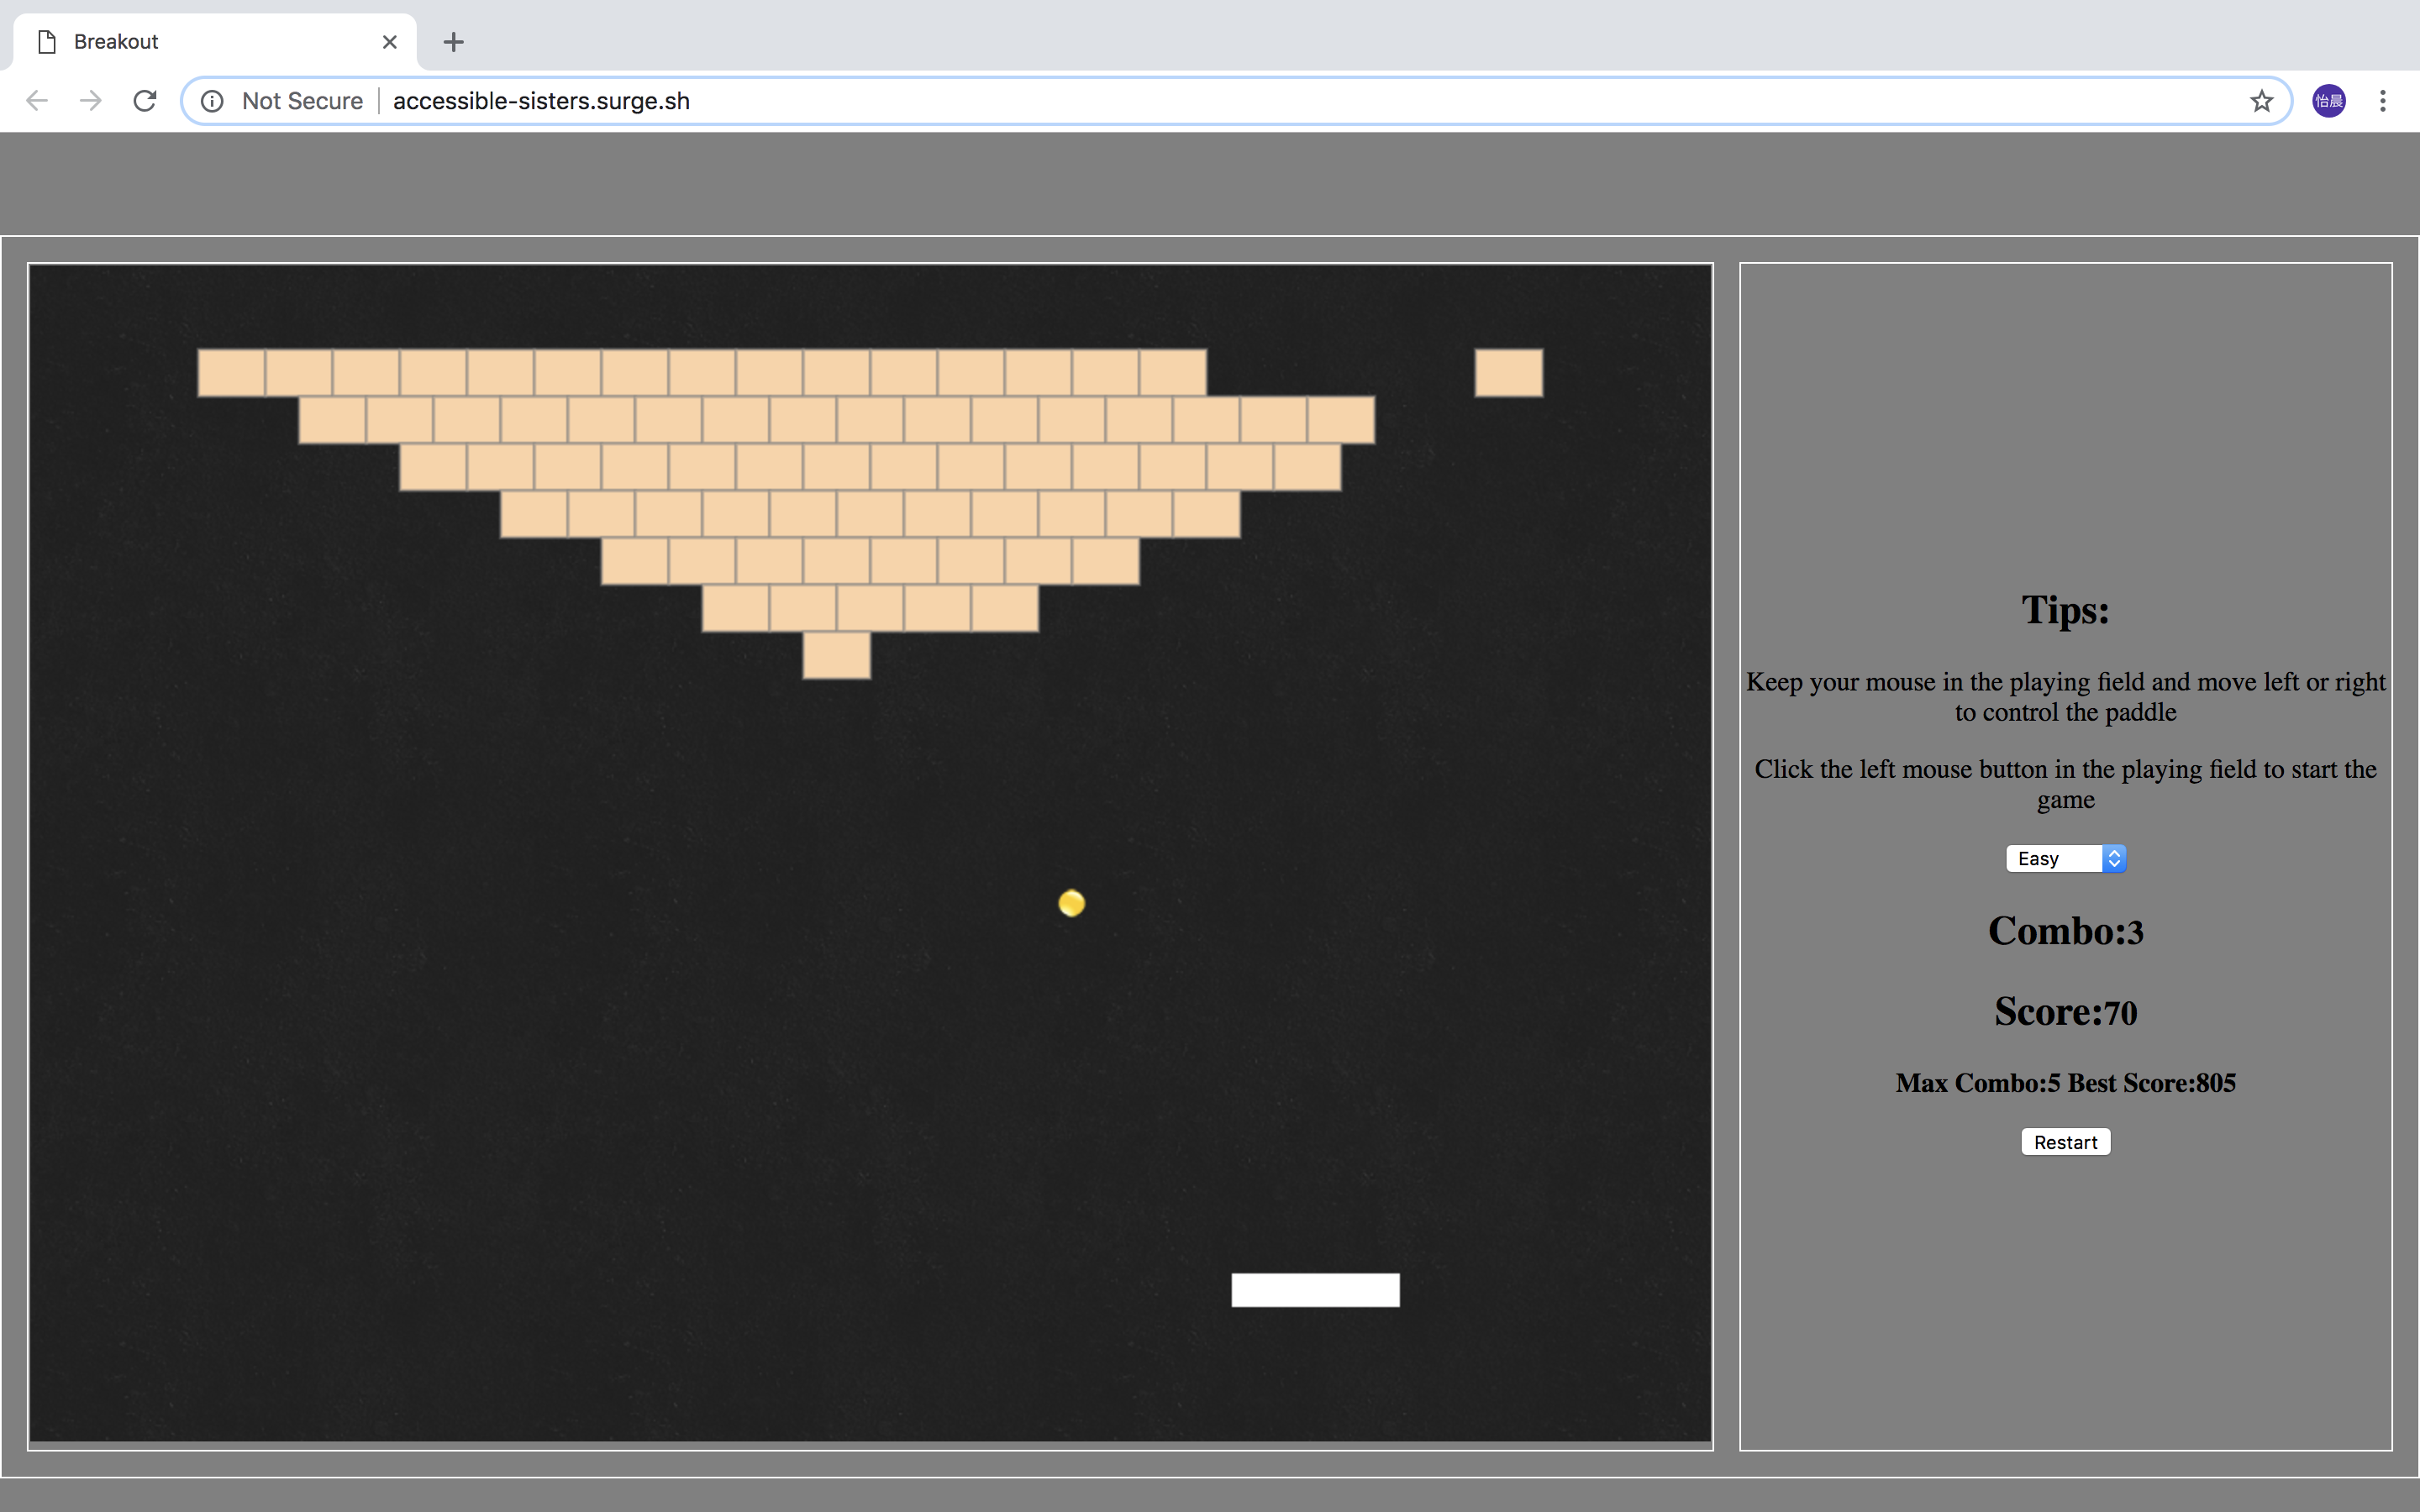 Breakout
Not Secure accessible-sisters.surge.sh
怡晨
Tips:
Keep your mouse in the playing field and move left or right
to control the paddle
Click the left mouse button in the playing field to start the
game
Easy
Combo:3
Score:70
Max Combo:5 Best Score:805
Restart